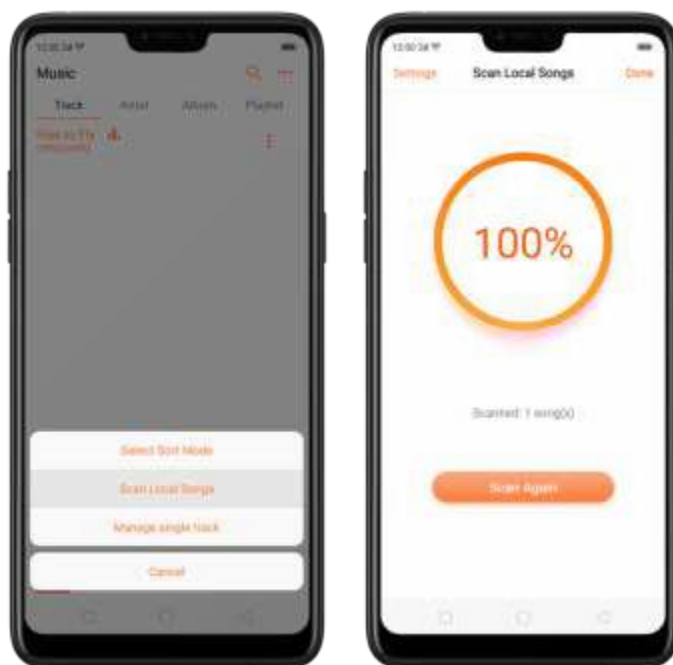 Music
Track Artist Album Playlist
Select Sort Mode
Scan Local Songs
Manage single track
Cancel
Settings Scan Local Songs Done
100%
Scanned: 1 song(s)
Scan Again